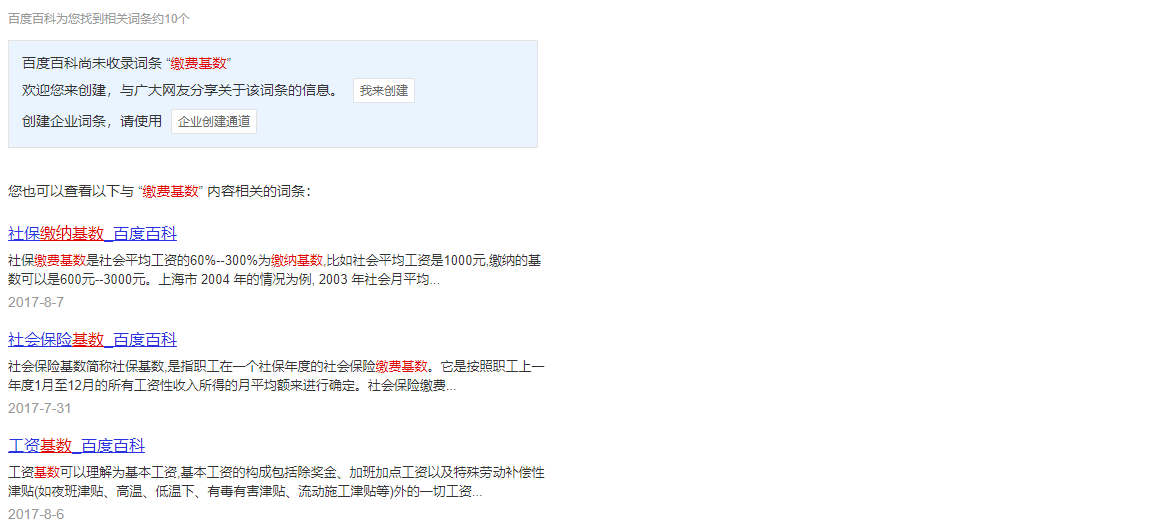 百度百科为您找到相关词条约10个
百度百科尚未收录词条 “缴费基数”
欢迎您来创建，与广大网友分享关于该词条的信息。 我来创建
创建企业词条，请使用 企业创建通道
您也可以查看以下与 “缴费基数” 内容相关的词条：
社保缴纳基数_百度百科
社保缴费基数是社会平均工资的60%--300%为缴纳基数,比如社会平均工资是1000元,缴纳的基
数可以是600元--3000元。上海市 2004 年的情况为例, 2003 年社会月平均...
2017-8-7
社会保险基数_百度百科
社会保险基数简称社保基数,是指职工在一个社保年度的社会保险缴费基数。它是按照职工上一
年度1月至12月的所有工资性收入所得的月平均额来进行确定。社会保险缴费...
2017-7-31
工资基数_百度百科
工资基数可以理解为基本工资,基本工资的构成包括除奖金、加班加点工资以及特殊劳动补偿性
津贴(如夜班津贴、高温、低温下、有毒有害津贴、流动施工津贴等)外的一切工资...
2017-8-6